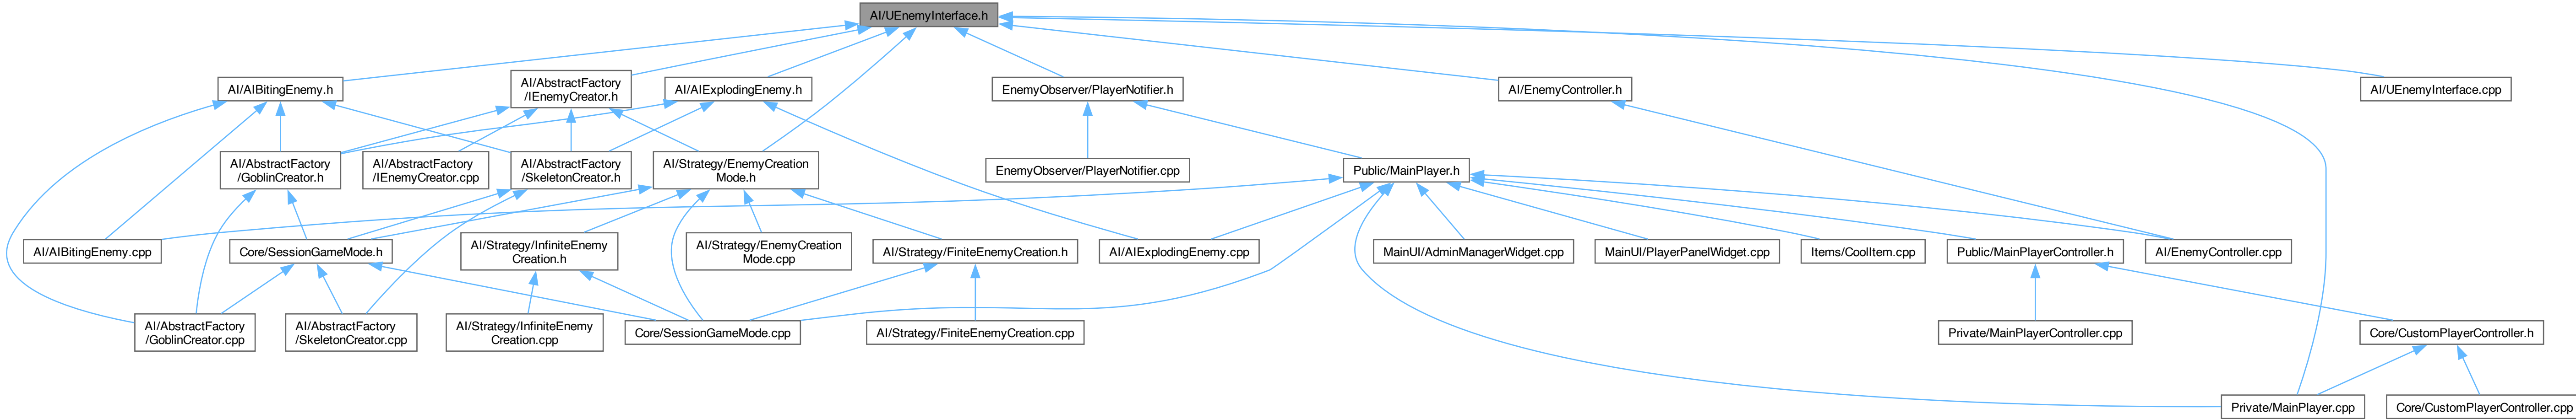 AI/UEnemyInterface.h
AI/AIBitingEnemy.h
AI/AbstractFactory
/IEnemyCreator.h
AI/AIExplodingEnemy.h
EnemyObserver/PlayerNotifier.h
AI/EnemyController.h
AI/UEnemyInterface.cpp
AI/AbstractFactory
/GoblinCreator.h
AI/AbstractFactory
/IEnemyCreator.cpp
AI/AbstractFactory
/SkeletonCreator.h
AI/Strategy/EnemyCreation
Mode.h
EnemyObserver/PlayerNotifier.cpp
Public/MainPlayer.h
AI/AIBitingEnemy.cpp
Core/SessionGameMode.h
AI/Strategy/InfiniteEnemy
Creation.h
AI/Strategy/EnemyCreation
Mode.cpp
AI/Strategy/FiniteEnemyCreation.h
AI/AIExplodingEnemy.cpp
MainUI/AdminManagerWidget.cpp
MainUI/PlayerPanelWidget.cpp
Items/CoolItem.cpp
Public/MainPlayerController.h
AI/EnemyController.cpp
AI/AbstractFactory
/GoblinCreator.cpp
AI/AbstractFactory
/SkeletonCreator.cpp
AI/Strategy/InfiniteEnemy
Creation.cpp
Core/SessionGameMode.cpp
AI/Strategy/FiniteEnemyCreation.cpp
Private/MainPlayerController.cpp
Core/CustomPlayerController.h
Private/MainPlayer.cpp
Core/CustomPlayerController.cpp